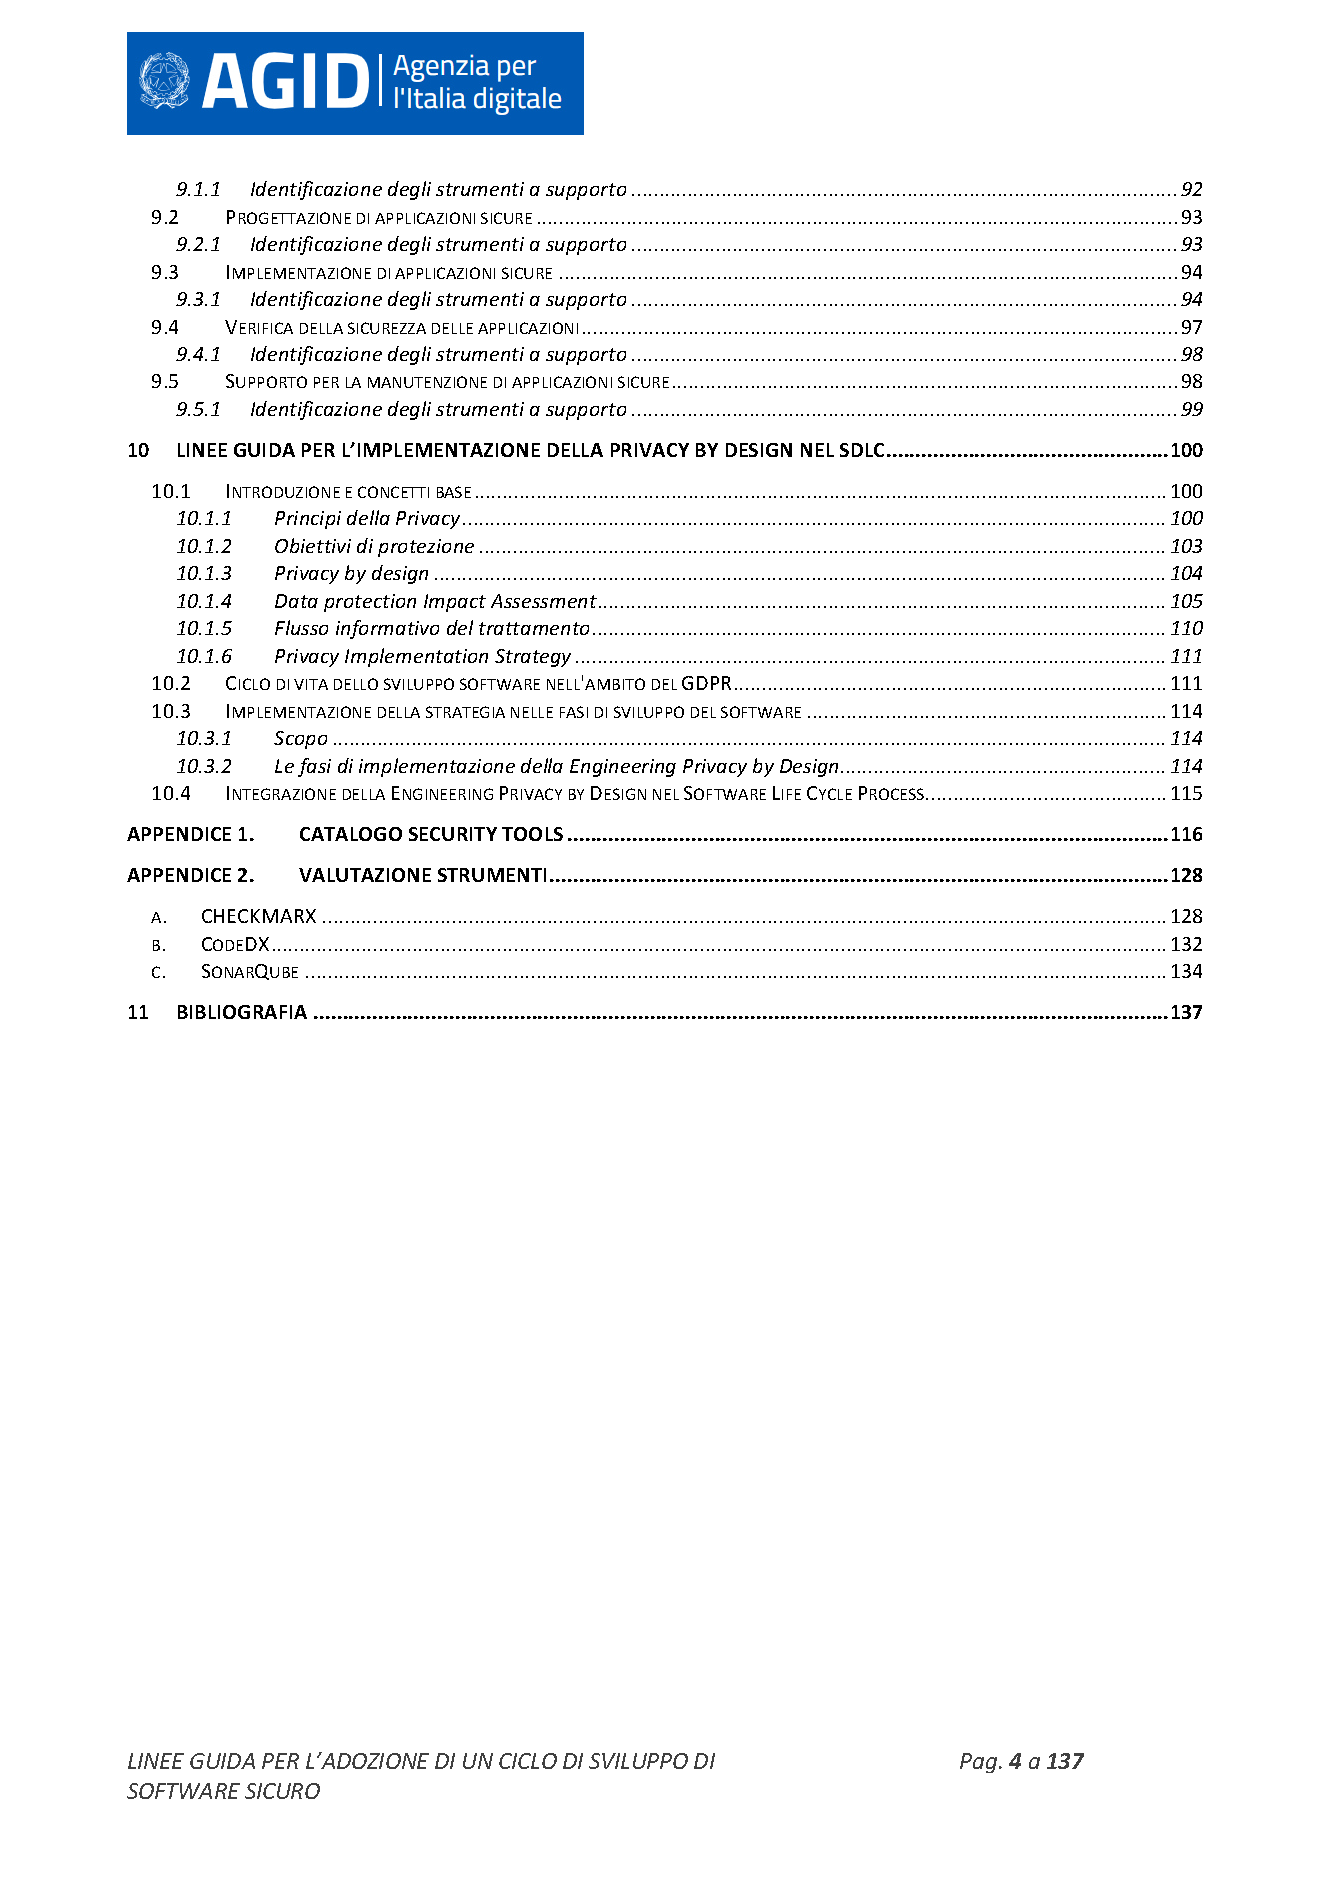 AGID Agenzia per
l'Italia digitale
9.1.1 Identificazione degli strumenti a supporto ........ 92
9.2 PROGETTAZIONE DI APPLICAZIONI SICURE ........ 93
9.2.1 Identificazione degli strumenti a supporto ........ 93
9.3 IMPLEMENTAZIONE DI APPLICAZIONI SICURE ........ 94
9.3.1 Identificazione degli strumenti a supporto ........ 94
9.4 VERIFICA DELLA SICUREZZA DELLE APPLICAZIONI ........ 97
9.4.1 Identificazione degli strumenti a supporto ........ 98
9.5 SUPPORTO PER LA MANUTENZIONE DI APPLICAZIONI SICURE ........ 98
9.5.1 Identificazione degli strumenti a supporto ........ 99
10 LINEE GUIDA PER L’IMPLEMENTAZIONE DELLA PRIVACY BY DESIGN NEL SDLC ........ 100
10.1 INTRODUZIONE E CONCETTI BASE ........ 100
10.1.1 Principi della Privacy ........ 100
10.1.2 Obiettivi di protezione ........ 103
10.1.3 Privacy by design ........ 104
10.1.4 Data protection Impact Assessment ........ 105
10.1.5 Flusso informativo del trattamento ........ 110
10.1.6 Privacy Implementation Strategy ........ 111
10.2 CICLO DI VITA DELLO SVILUPPO SOFTWARE NELL'AMBITO DEL GDPR ........ 111
10.3 IMPLEMENTAZIONE DELLA STRATEGIA NELLE FASI DI SVILUPPO DEL SOFTWARE ........ 114
10.3.1 Scopo ........ 114
10.3.2 Le fasi di implementazione della Engineering Privacy by Design ........ 114
10.4 INTEGRAZIONE DELLA ENGINEERING PRIVACY BY DESIGN NEL SOFTWARE LIFE CYCLE PROCESS ........ 115
APPENDICE 1. CATALOGO SECURITY TOOLS ........ 116
APPENDICE 2. VALUTAZIONE STRUMENTI ........ 128
A. CHECKMARX ........ 128
B. CODEDX ........ 132
C. SONARQUBE ........ 134
11 BIBLIOGRAFIA ........ 137
LINEE GUIDA PER L’ADOZIONE DI UN CICLO DI SVILUPPO DI Pag. 4 a 137
SOFTWARE SICURO